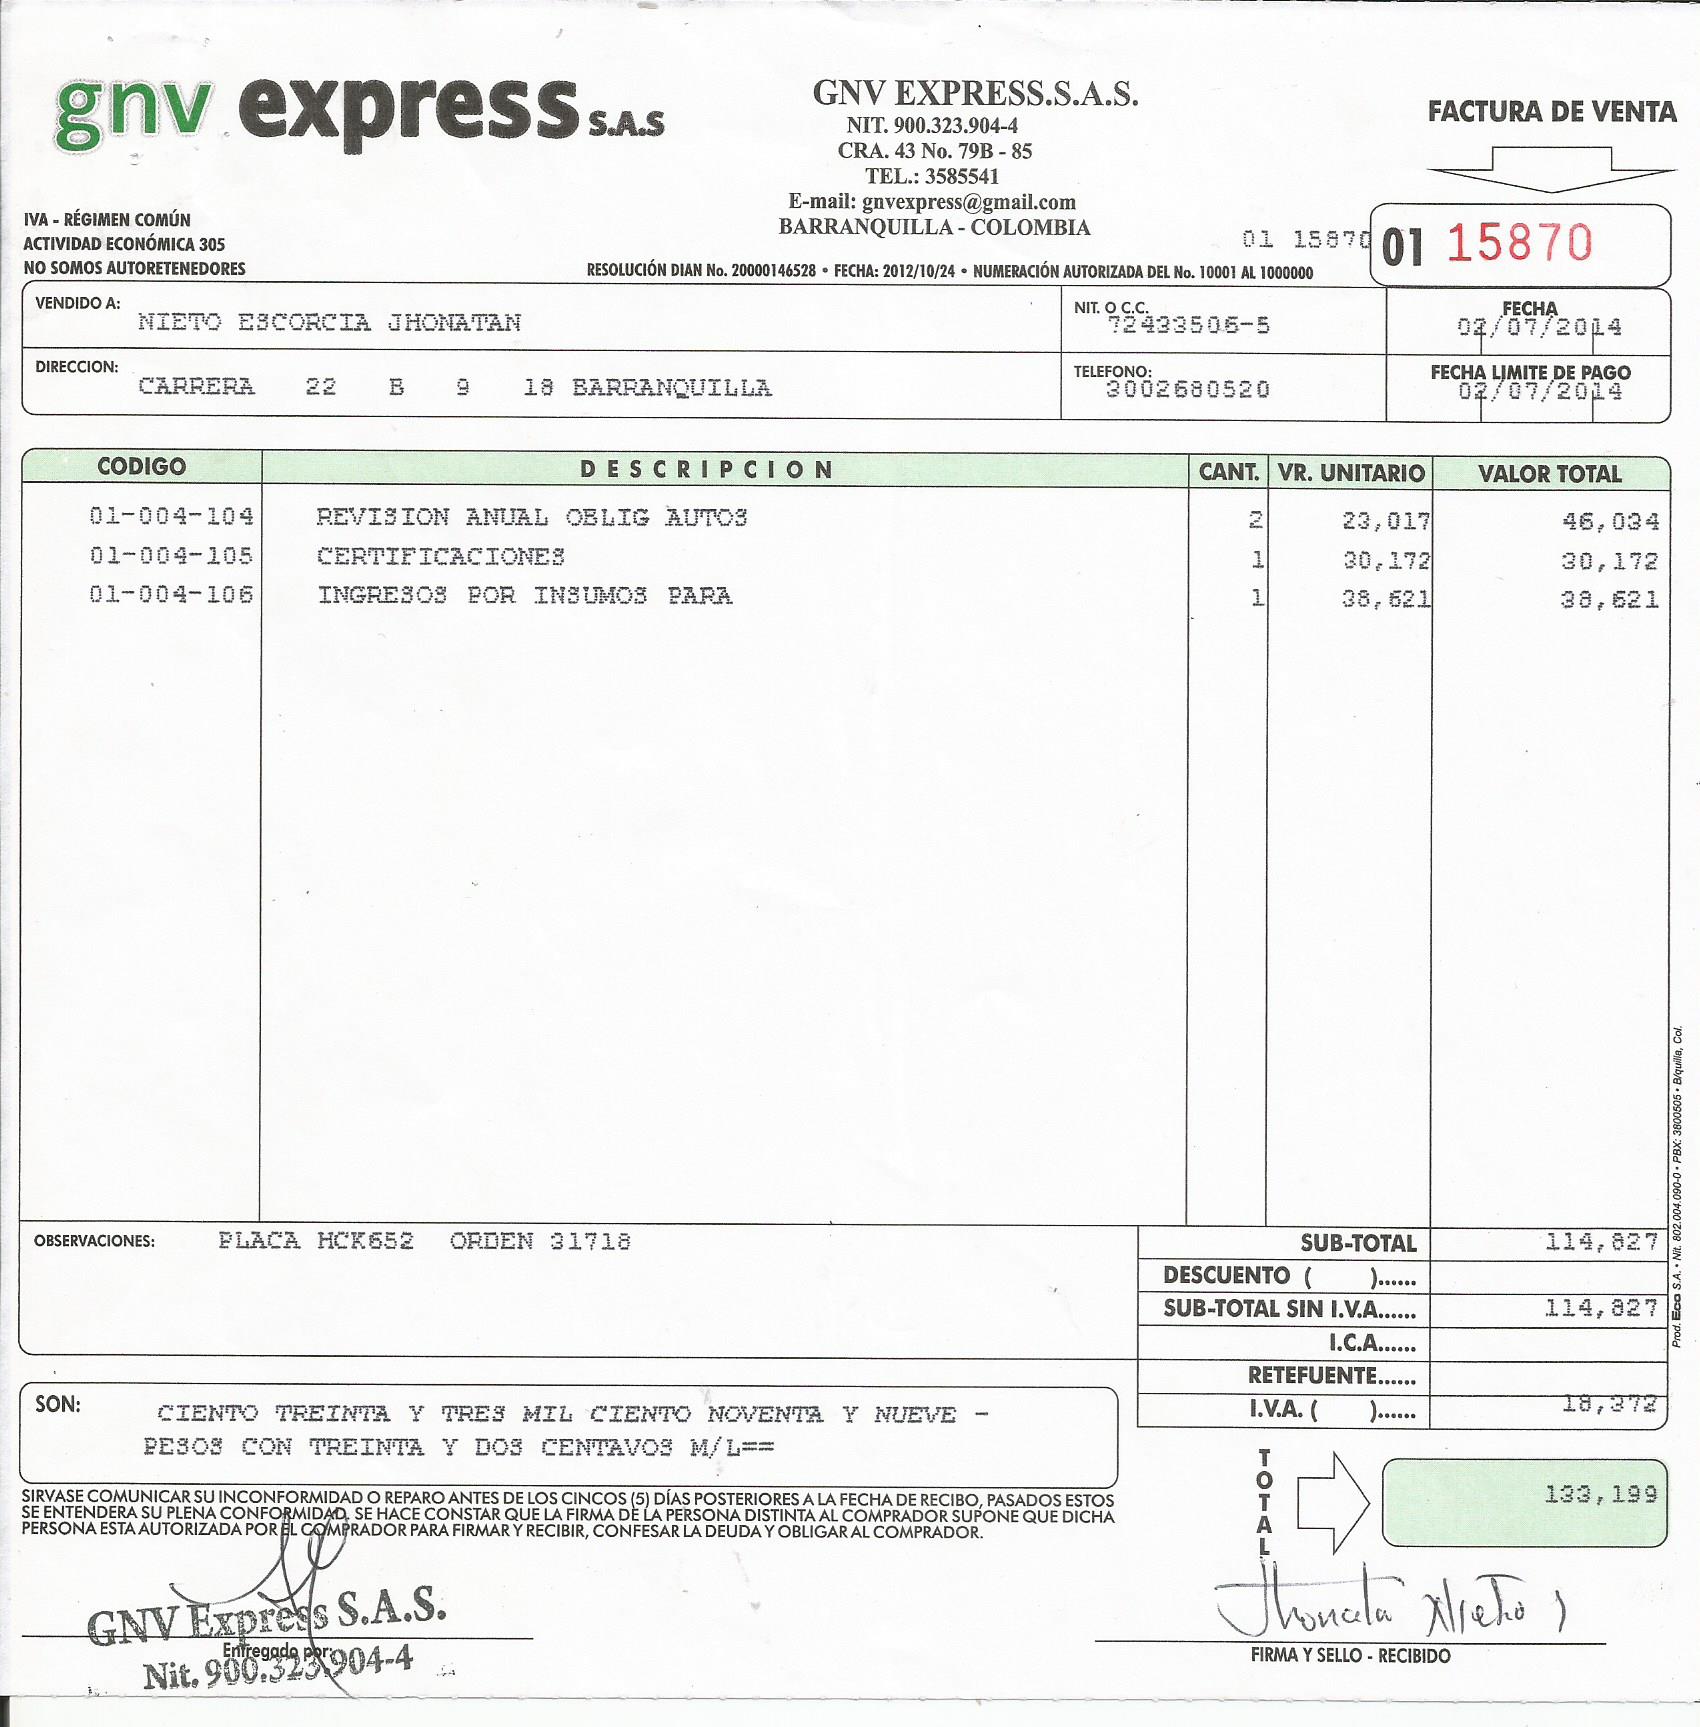 gnv express S.A.S
GNV EXPRESS.S.A.S.
NIT. 900.323.904-4
CRA. 43 No. 79B - 85
TEL.: 3585541
E-mail: gnvexpress@gmail.com
BARRANQUILLA - COLOMBIA
FACTURA DE VENTA
01 15870
01 15870
IVA - RÉGIMEN COMÚN
ACTIVIDAD ECONÓMICA 305
NO SOMOS AUTORETENEDORES
RESOLUCIÓN DIAN No. 20000146528 • FECHA: 2012/10/24 • NUMERACIÓN AUTORIZADA DEL No. 10001 AL 1000000
VENDIDO A: NIETO ESCORCIA JHONATAN
NIT. O C.C. 72433506-5
FECHA 02/07/2014
DIRECCION: CARRERA 22 B 9 18 BARRANQUILLA
TELEFONO: 3002680520
FECHA LIMITE DE PAGO 02/07/2014
CODIGO DESCRIPCION CANT. VR. UNITARIO VALOR TOTAL
01-004-104 REVISION ANUAL OBLIG AUTOS 2 23,017 46,034
01-004-105 CERTIFICACIONES 1 30,172 30,172
01-004-106 INGRESOS POR INSUMOS PARA 1 38,621 38,621
OBSERVACIONES: PLACA HCK652 ORDEN 31718
SUB-TOTAL 114,827
DESCUENTO ( )......
SUB-TOTAL SIN I.V.A...... 114,827
I.C.A......
RETEFUENTE......
I.V.A. ( )...... 18,372
SON: CIENTO TREINTA Y TRES MIL CIENTO NOVENTA Y NUEVE -
PESOS CON TREINTA Y DOS CENTAVOS M/L==
TOTAL 133,199
SIRVASE COMUNICAR SU INCONFORMIDAD O REPARO ANTES DE LOS CINCOS (5) DÍAS POSTERIORES A LA FECHA DE RECIBO, PASADOS ESTOS
SE ENTENDERA SU PLENA CONFORMIDAD, SE HACE CONSTAR QUE LA FIRMA DE LA PERSONA DISTINTA AL COMPRADOR SUPONE QUE DICHA
PERSONA ESTA AUTORIZADA POR EL COMPRADOR PARA FIRMAR Y RECIBIR, CONFESAR LA DEUDA Y OBLIGAR AL COMPRADOR.
GNV Express S.A.S.
Entregado por:
Nit. 900.323.904-4
FIRMA Y SELLO - RECIBIDO
Prod. Eco S.A. • Nit. 802.004.090-0 • PBX: 3800505 • B/quilla, Col.